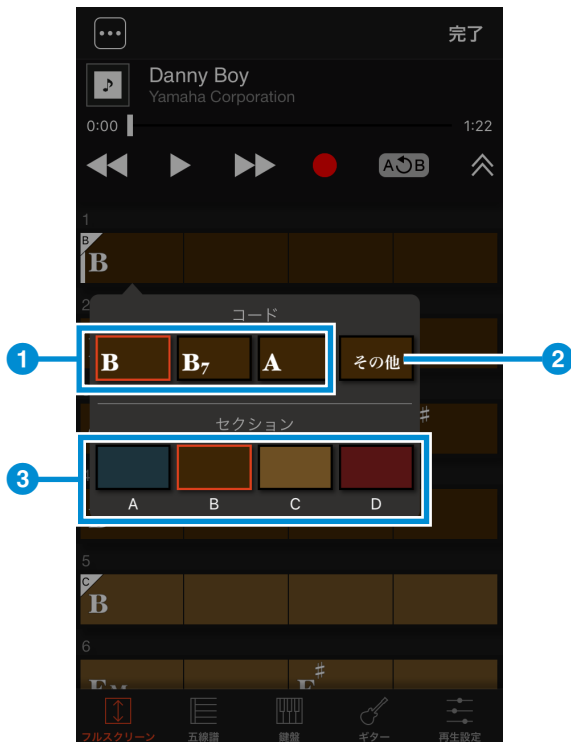 完了
Danny Boy
Yamaha Corporation
0:00 1:22
A B
1
B
B
2
コード
1 B B7 A その他 2
#
セクション
3
A B C D
5
C
B
6
#
フルスクリーン 五線譜 鍵盤 ギター 再生設定